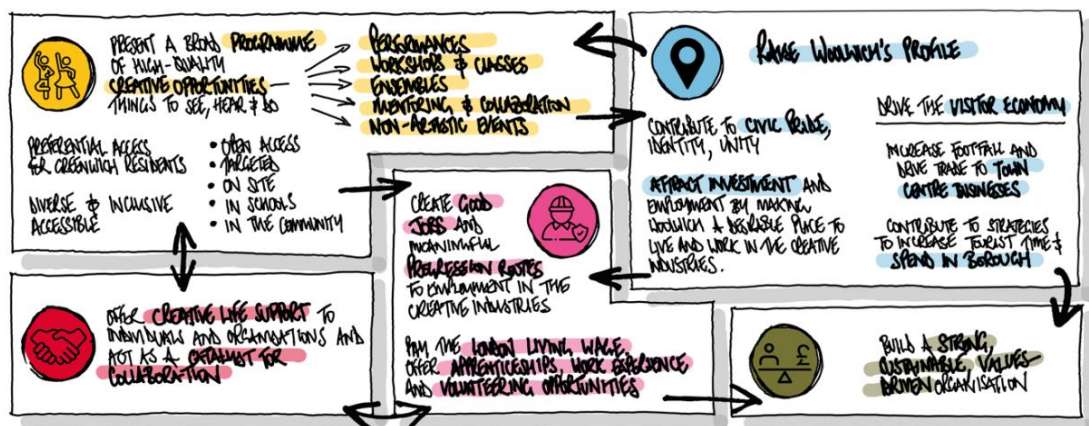 PRESENT A BROAD PROGRAMME
OF HIGH-QUALITY
CREATIVE OPPORTUNITIES —
THINGS TO SEE, HEAR & DO
PERFORMANCES
WORKSHOPS & CLASSES
ENSEMBLES
MENTORING & COLLABORATION
NON-ARTISTIC EVENTS
PREFERENTIAL ACCESS
FOR GREENWICH RESIDENTS
DIVERSE & INCLUSIVE
ACCESSIBLE
• OPEN ACCESS
• TARGETED
• ON SITE
• IN SCHOOLS
• IN THE COMMUNITY
RAISE WOOLWICH'S PROFILE
CONTRIBUTE TO CIVIC PRIDE,
IDENTITY, UNITY
ATTRACT INVESTMENT AND
EMPLOYMENT BY MAKING
WOOLWICH A DESIRABLE PLACE TO
LIVE AND WORK IN THE CREATIVE
INDUSTRIES.
DRIVE THE VISITOR ECONOMY
INCREASE FOOTFALL AND
DRIVE TRADE TO TOWN
CENTRE BUSINESSES
CONTRIBUTE TO STRATEGIES
TO INCREASE TOURIST TIME &
SPEND IN BOROUGH
CREATE GOOD
JOBS AND
MEANINGFUL
PROGRESSION ROUTES
TO EMPLOYMENT IN THE
CREATIVE INDUSTRIES
PAY THE LONDON LIVING WAGE,
OFFER APPRENTICESHIPS, WORK EXPERIENCE
AND VOLUNTEERING OPPORTUNITIES
OFFER CREATIVE LIFE SUPPORT TO
INDIVIDUALS AND ORGANISATIONS AND
ACT AS A CATALYST FOR
COLLABORATION
BUILD A STRONG,
SUSTAINABLE, VALUES-
DRIVEN ORGANISATION